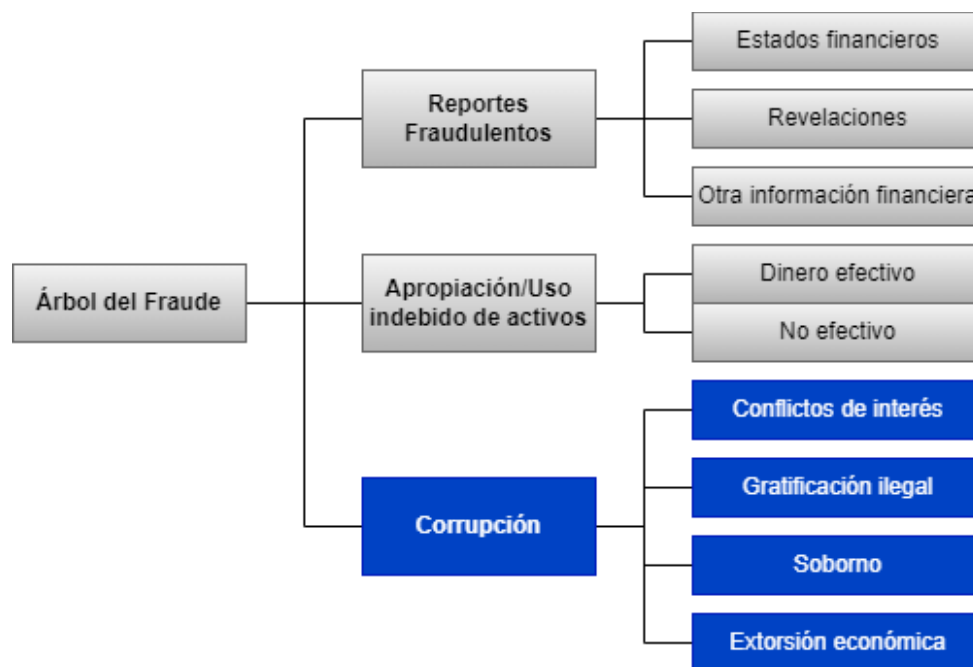 Árbol del Fraude
Reportes
Fraudulentos
Estados financieros
Revelaciones
Otra información financiera
Apropiación/Uso
indebido de activos
Dinero efectivo
No efectivo
Corrupción
Conflictos de interés
Gratificación ilegal
Soborno
Extorsión económica